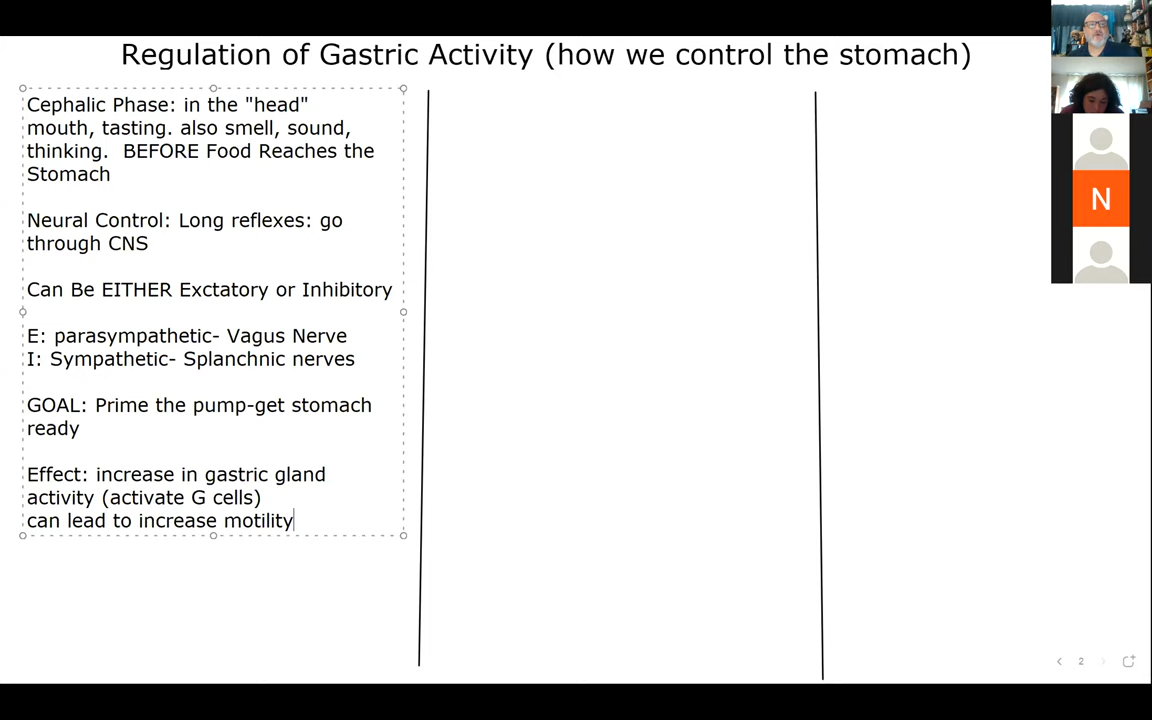 Regulation of Gastric Activity (how we control the stomach)
Cephalic Phase: in the "head"
mouth, tasting. also smell, sound,
thinking.  BEFORE Food Reaches the
Stomach
Neural Control: Long reflexes: go
through CNS
Can Be EITHER Exctatory or Inhibitory
E: parasympathetic- Vagus Nerve
I: Sympathetic- Splanchnic nerves
GOAL: Prime the pump-get stomach
ready
Effect: increase in gastric gland
activity (activate G cells)
can lead to increase motility
N
2